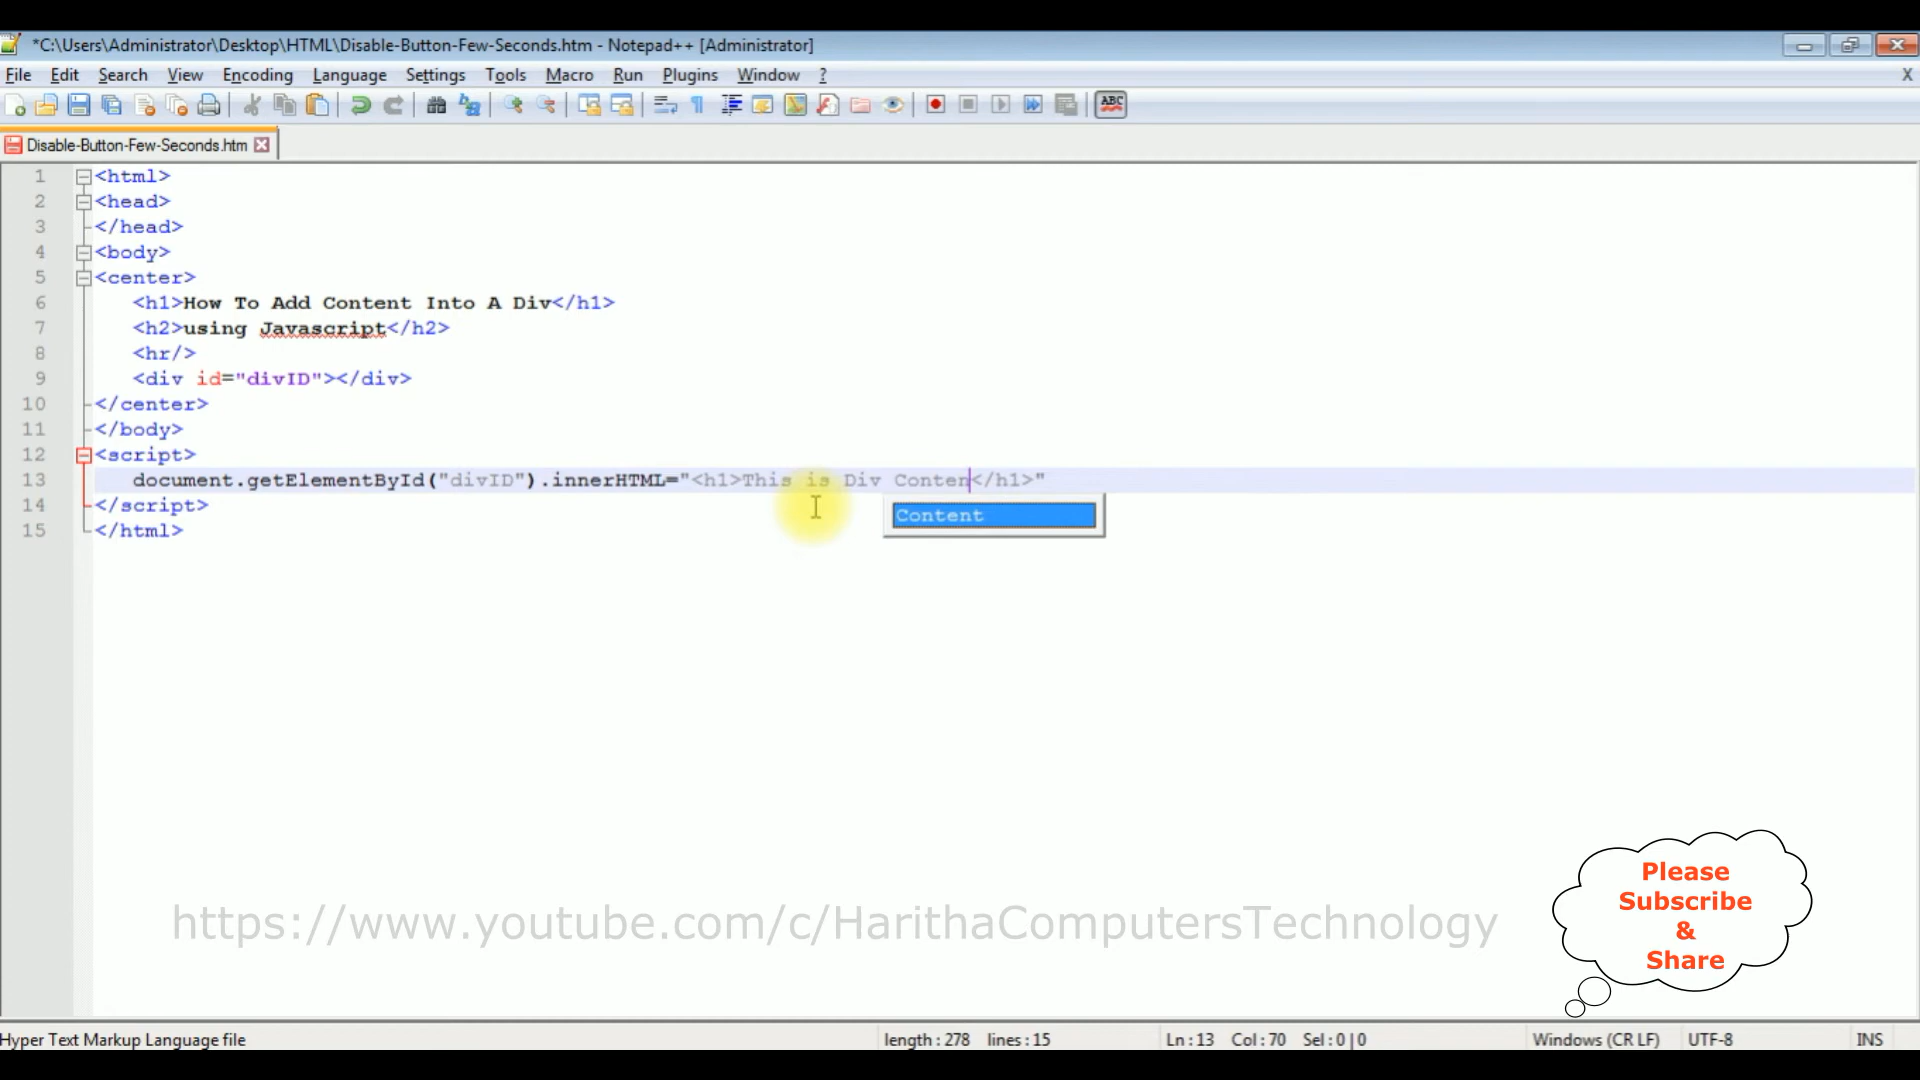 *C:\Users\Administrator\Desktop\HTML\Disable-Button-Few-Seconds.htm - Notepad++ [Administrator]
File Edit Search View Encoding Language Settings Tools Macro Run Plugins Window ? X
ABC
Disable-Button-Few-Seconds.htm
1 <html>
2 <head>
3 </head>
4 <body>
5 <center>
6 <h1>How To Add Content Into A Div</h1>
7 <h2>using Javascript</h2>
8 <hr/>
9 <div id="divID"></div>
10 </center>
11 </body>
12 <script>
13 document.getElementById("divID").innerHTML="<h1>This is Div Conten</h1>"
14 </script>
Content
15 </html>
https://www.youtube.com/c/HarithaComputersTechnology
Please
Subscribe
&
Share
Hyper Text Markup Language file length : 278 lines : 15 Ln : 13 Col : 70 Sel : 0 | 0 Windows (CR LF) UTF-8 INS